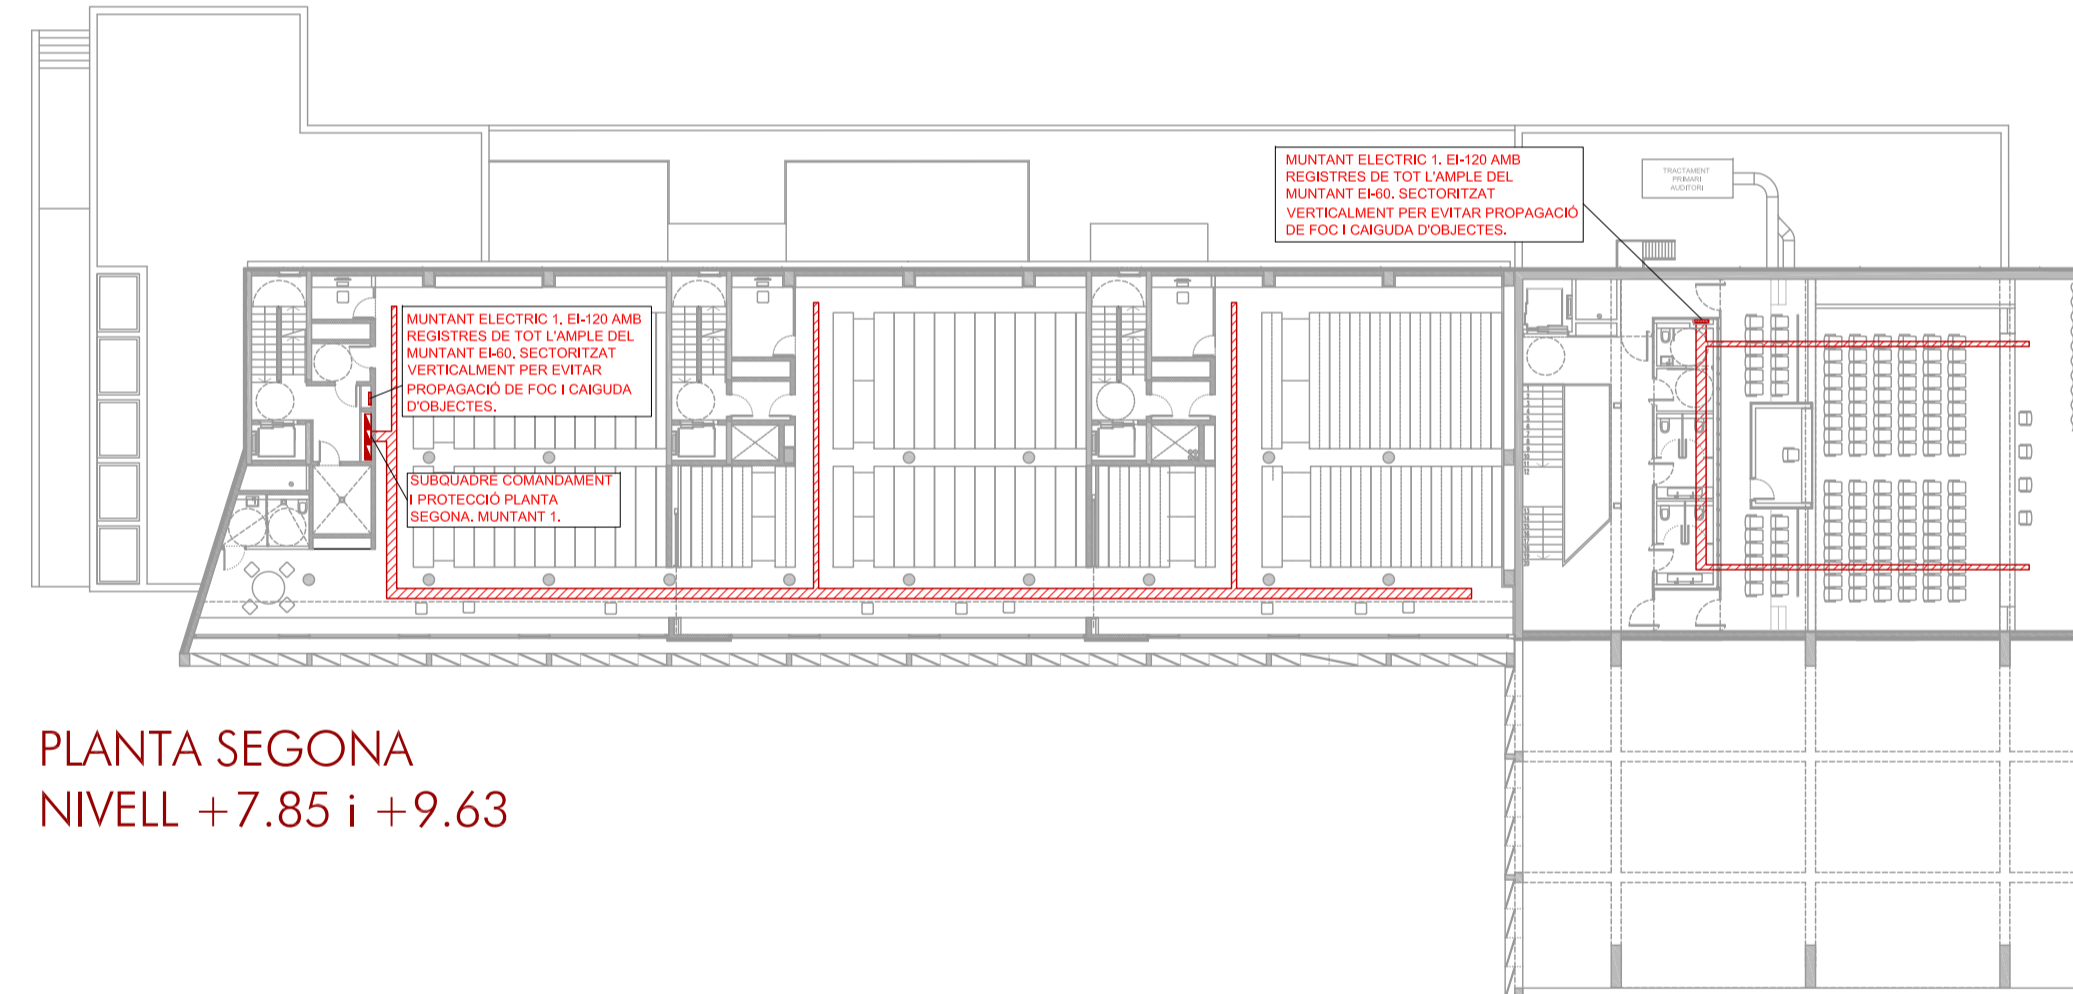 MUNTANT ELECTRIC 1. EI-120 AMB
REGISTRES DE TOT L'AMPLE DEL
MUNTANT EI-60. SECTORITZAT
VERTICALMENT PER EVITAR PROPAGACIÓ
DE FOC I CAIGUDA D'OBJECTES.
TRACTAMENT
PRIMARI
AUDITORI
MUNTANT ELECTRIC 1. EI-120 AMB
REGISTRES DE TOT L'AMPLE DEL
MUNTANT EI-60. SECTORITZAT
VERTICALMENT PER EVITAR
PROPAGACIÓ DE FOC I CAIGUDA
D'OBJECTES.
SUBQUADRE COMANDAMENT
I PROTECCIÓ PLANTA
SEGONA. MUNTANT 1.
PLANTA SEGONA
NIVELL +7.85 i +9.63